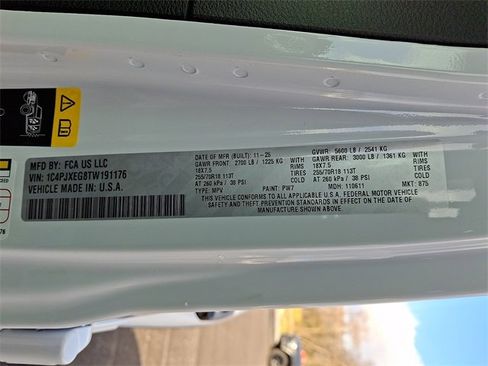 MFD BY: FCA US LLC
VIN: 1C4PJXEG8TW191176
VEHICLE MADE IN: U.S.A.
DATE OF MFR (BUILT): 11-25
GAWR FRONT: 2700 LB / 1225 KG WITH
18X7.5 RIMS
255/70R18 113T TIRES
AT 260 kPa / 38 PSI COLD
GVWR: 5600 LB / 2541 KG
GAWR REAR: 3000 LB / 1361 KG WITH
18X7.5 RIMS
255/70R18 113T TIRES
AT 260 kPa / 38 PSI COLD
TYPE: MPV PAINT: PW7 MDH: 110611 MKT: 875
THIS VEHICLE CONFORMS TO ALL APPLICABLE U.S.A. FEDERAL MOTOR VEHICLE
SAFETY AND THEFT PREVENTION STANDARDS IN EFFECT ON THE DATE OF
MANUFACTURE SHOWN ABOVE